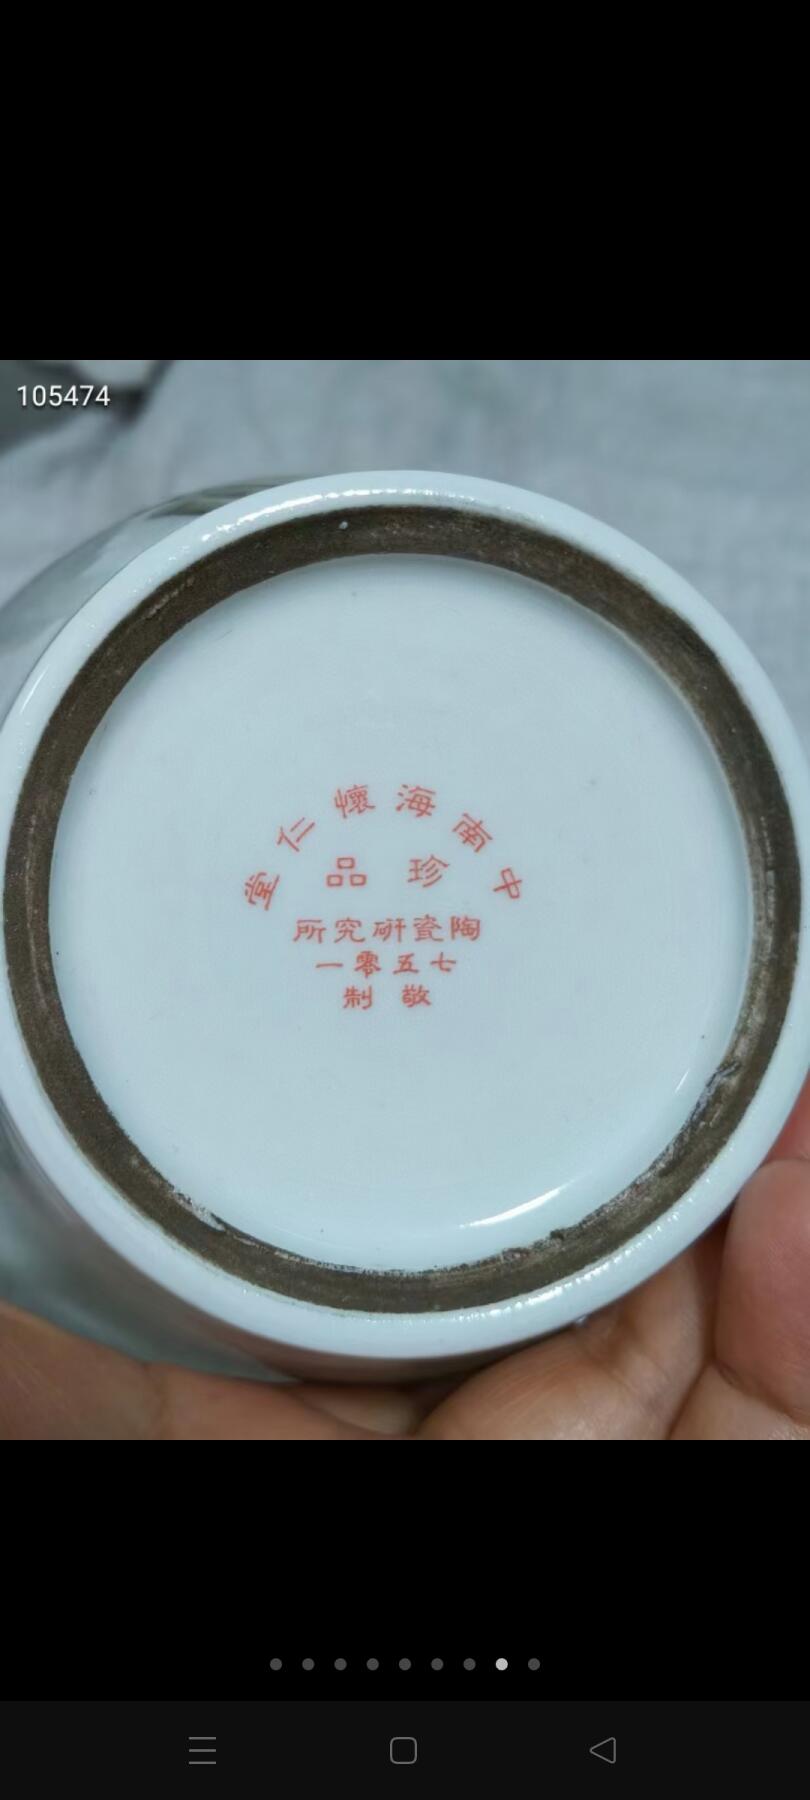 105474
中南海懷仁堂
珍品
陶瓷研究所
七五零一
敬制